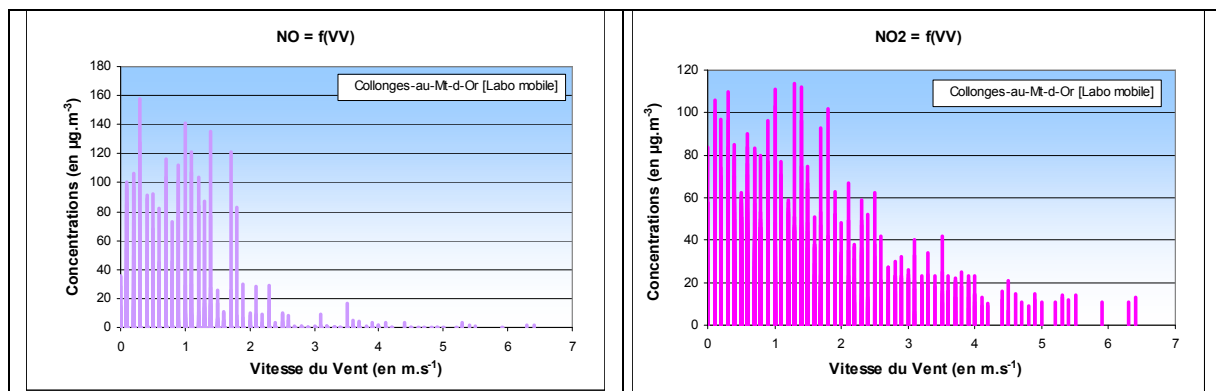 NO = f(VV)
Collonges-au-Mt-d-Or [Labo mobile]
Concentrations (en µg.m⁻³)
180
160
140
120
100
80
60
40
20
0
0 1 2 3 4 5 6 7
Vitesse du Vent (en m.s⁻¹)
NO2 = f(VV)
Collonges-au-Mt-d-Or [Labo mobile]
Concentrations (en µg.m⁻³)
120
100
80
60
40
20
0
0 1 2 3 4 5 6 7
Vitesse du Vent (en m.s⁻¹)